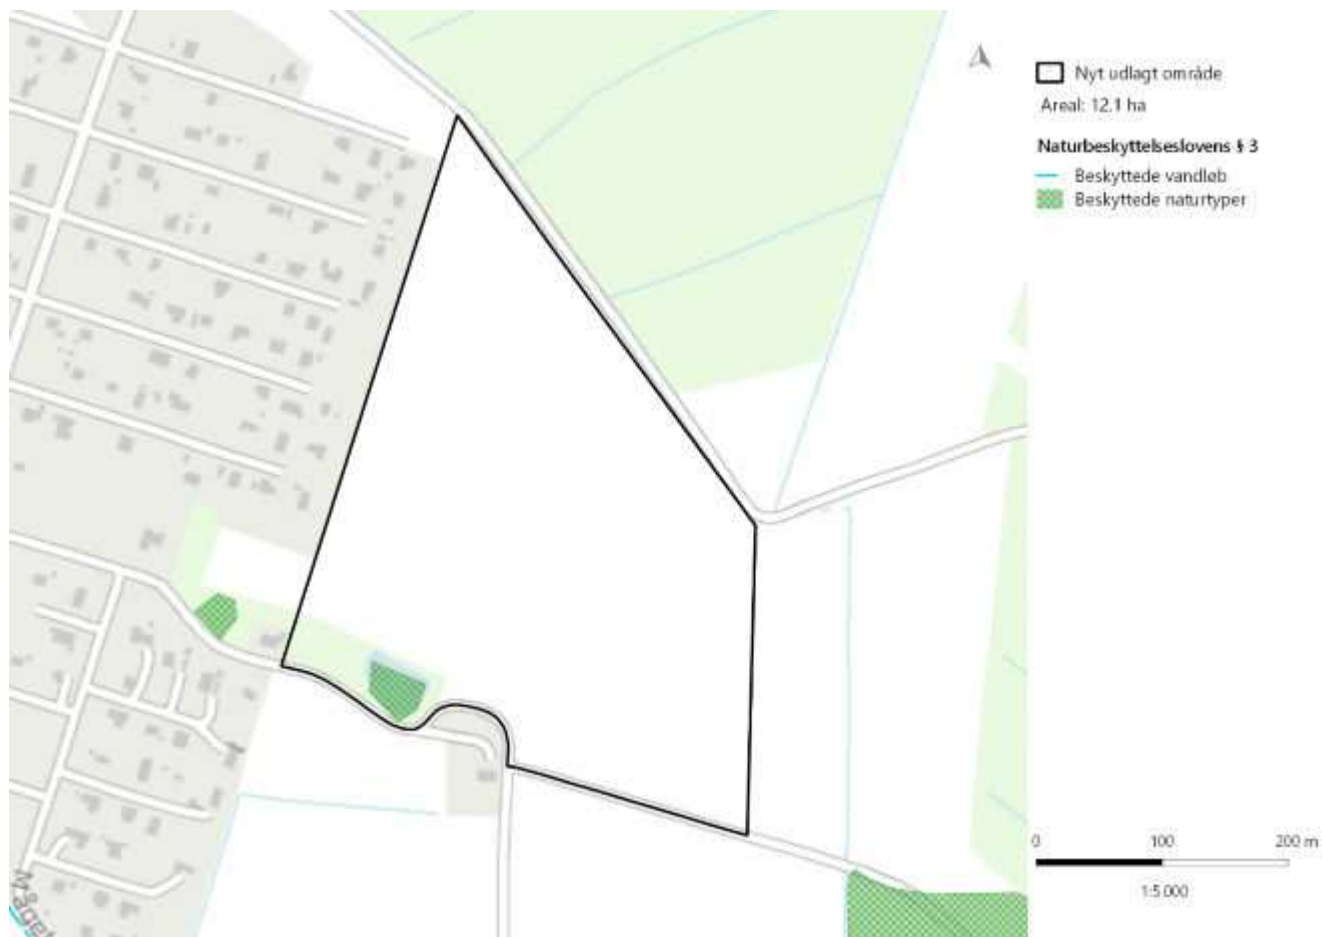 Nyt udlagt område
Areal: 12.1 ha
Naturbeskyttelseslovens § 3
Beskyttede vandløb
Beskyttede naturtyper
0 100 200 m
1:5.000